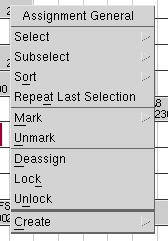 Assignment General
Select
Subselect
Sort
Repeat Last Selection
Mark
Unmark
Deassign
Lock
Unlock
Create